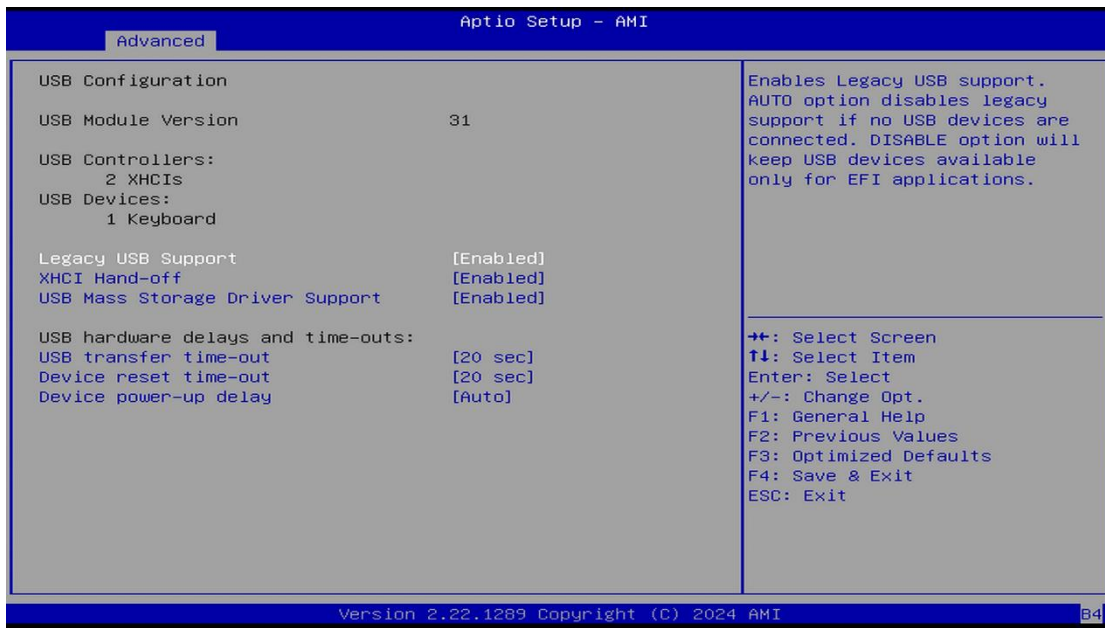 Aptio Setup – AMI
Advanced
USB Configuration
USB Module Version 31
USB Controllers:
2 XHCIs
USB Devices:
1 Keyboard
Legacy USB Support [Enabled]
XHCI Hand-off [Enabled]
USB Mass Storage Driver Support [Enabled]
USB hardware delays and time-outs:
USB transfer time-out [20 sec]
Device reset time-out [20 sec]
Device power-up delay [Auto]
Enables Legacy USB support.
AUTO option disables legacy
support if no USB devices are
connected. DISABLE option will
keep USB devices available
only for EFI applications.
→←: Select Screen
↑↓: Select Item
Enter: Select
+/-: Change Opt.
F1: General Help
F2: Previous Values
F3: Optimized Defaults
F4: Save & Exit
ESC: Exit
Version 2.22.1289 Copyright (C) 2024 AMI
B4